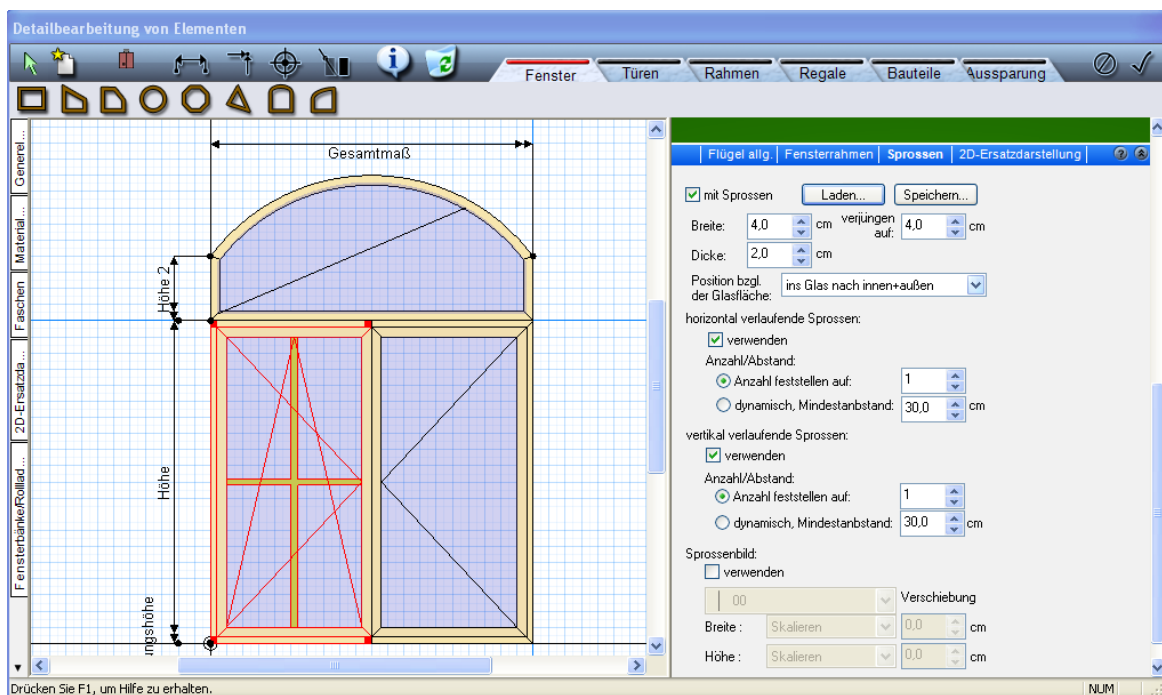 Detailbearbeitung von Elementen
Fenster Türen Rahmen Regale Bauteile Aussparung
Generel...
Material ...
Faschen
2D-Ersatzda...
Fensterbänke/Rollad...
Gesamtmaß
Höhe 2
Höhe
ungshöhe
Flügel allg. Fensterrahmen Sprossen 2D-Ersatzdarstellung
mit Sprossen Laden... Speichern...
Breite: 4,0 cm verjüngen auf: 4,0 cm
Dicke: 2,0 cm
Position bzgl.
der Glasfläche: ins Glas nach innen+außen
horizontal verlaufende Sprossen:
verwenden
Anzahl/Abstand:
Anzahl feststellen auf: 1
dynamisch, Mindestanbstand: 30,0 cm
vertikal verlaufende Sprossen:
verwenden
Anzahl/Abstand:
Anzahl feststellen auf: 1
dynamisch, Mindestanbstand: 30,0 cm
Sprossenbild:
verwenden
00 Verschiebung
Breite : Skalieren 0,0 cm
Höhe : Skalieren 0,0 cm
Drücken Sie F1, um Hilfe zu erhalten. NUM